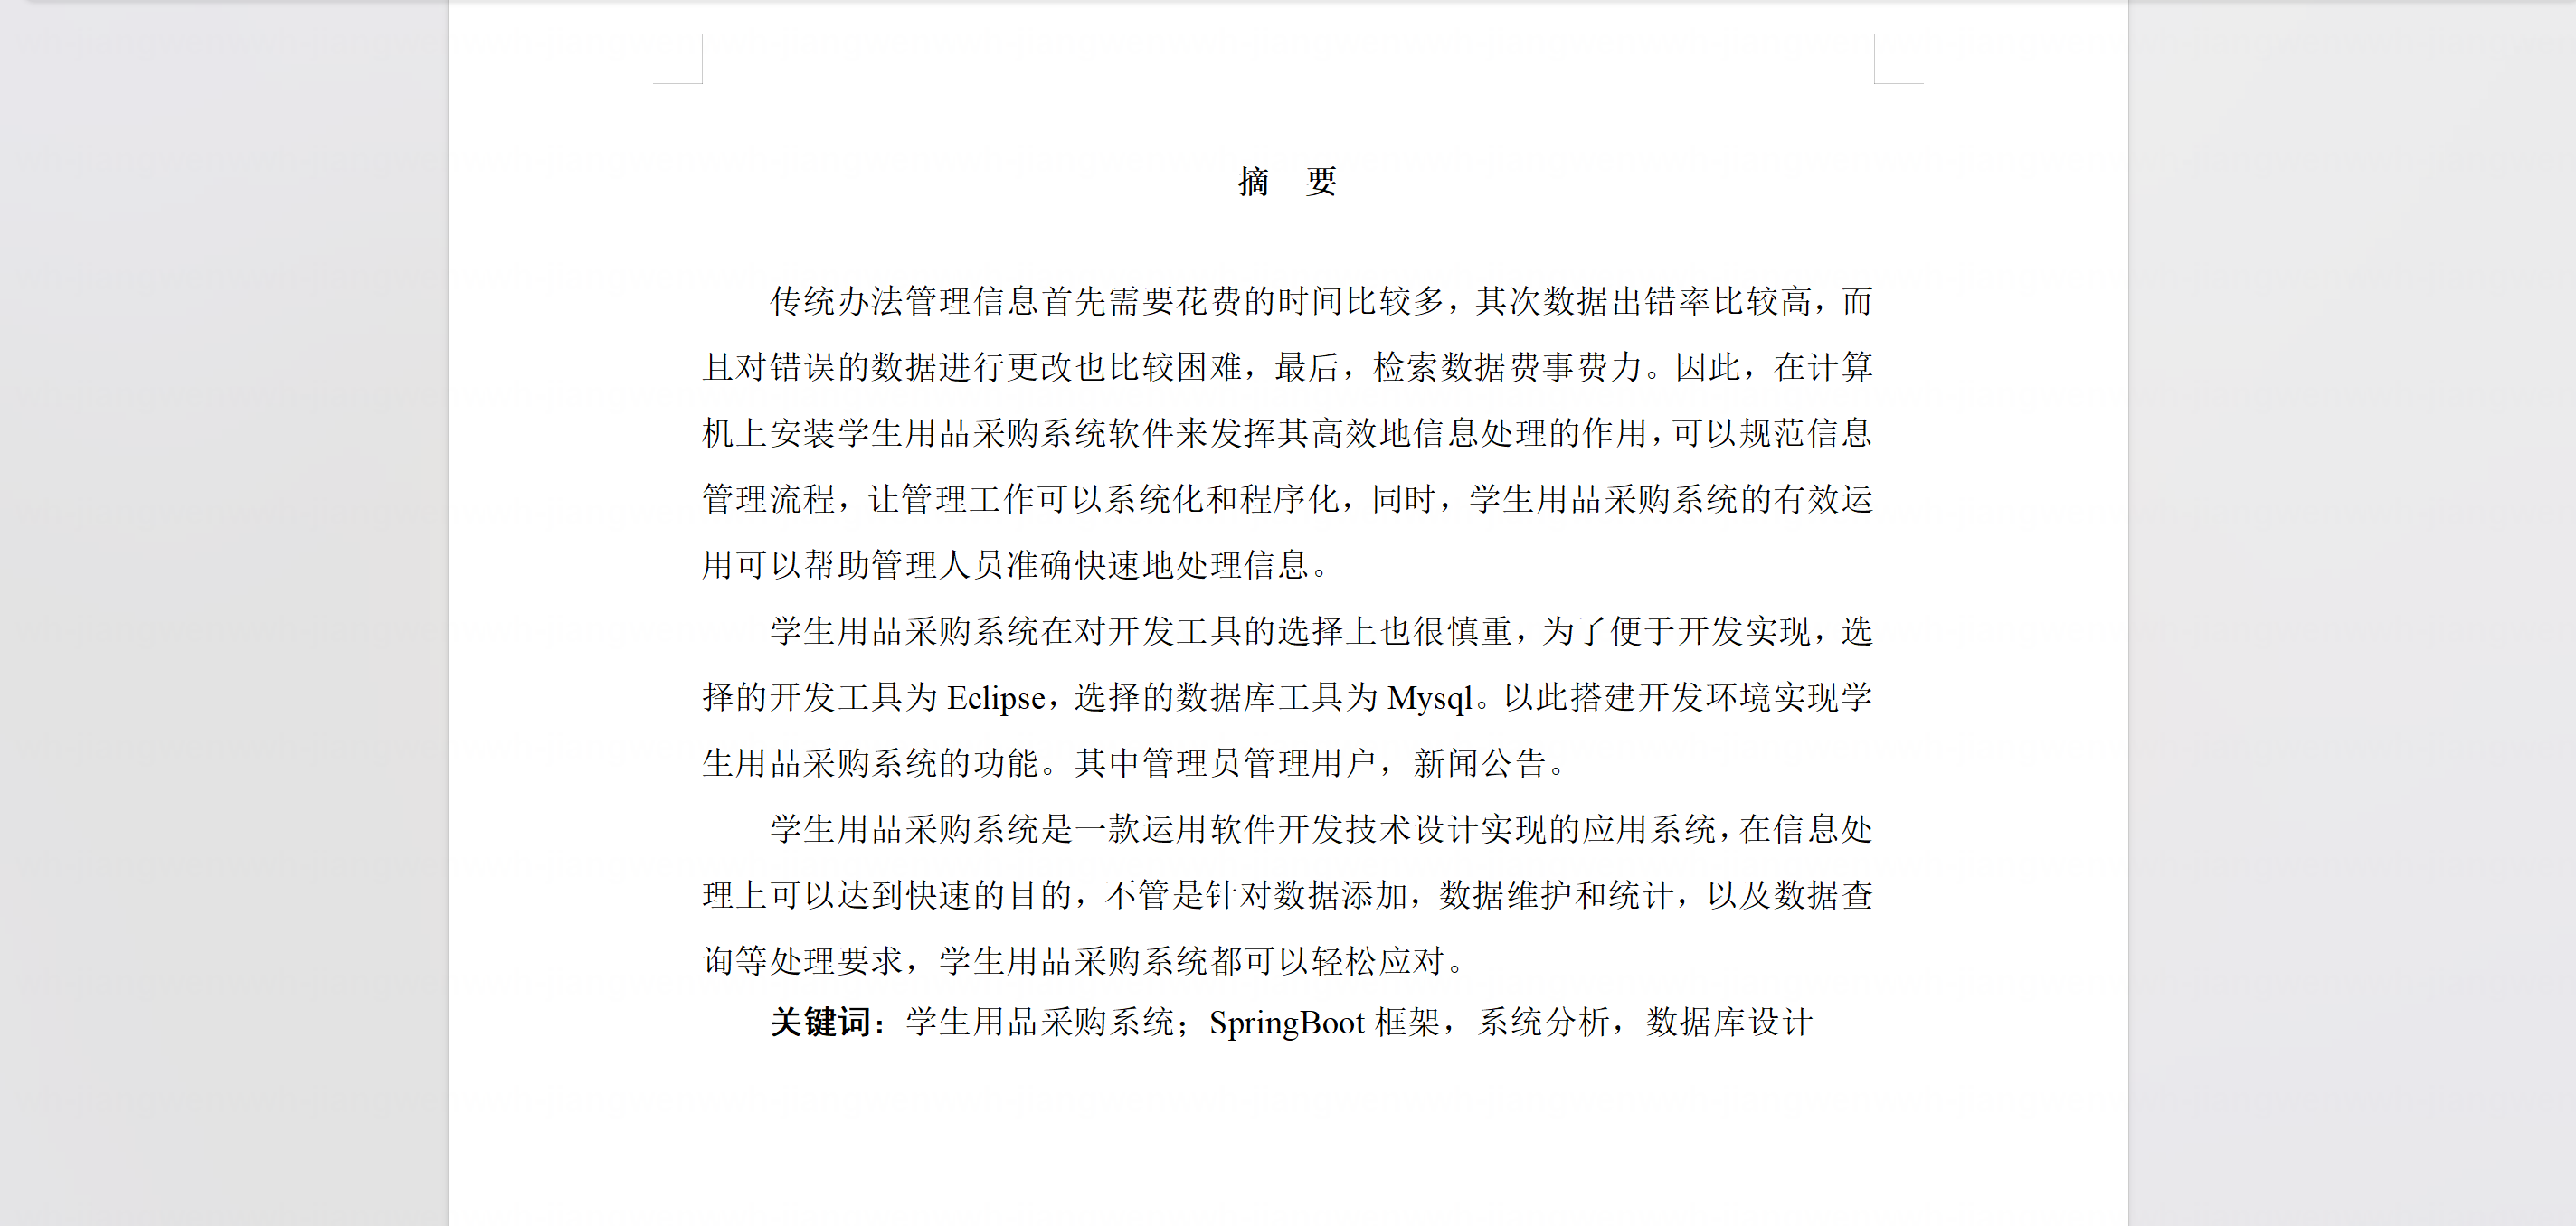 摘 要
传统办法管理信息首先需要花费的时间比较多，其次数据出错率比较高，而
且对错误的数据进行更改也比较困难，最后，检索数据费事费力。因此，在计算
机上安装学生用品采购系统软件来发挥其高效地信息处理的作用，可以规范信息
管理流程，让管理工作可以系统化和程序化，同时，学生用品采购系统的有效运
用可以帮助管理人员准确快速地处理信息。
学生用品采购系统在对开发工具的选择上也很慎重，为了便于开发实现，选
择的开发工具为 Eclipse，选择的数据库工具为 Mysql。以此搭建开发环境实现学
生用品采购系统的功能。其中管理员管理用户，新闻公告。
学生用品采购系统是一款运用软件开发技术设计实现的应用系统，在信息处
理上可以达到快速的目的，不管是针对数据添加，数据维护和统计，以及数据查
询等处理要求，学生用品采购系统都可以轻松应对。
关键词：学生用品采购系统；SpringBoot 框架，系统分析，数据库设计